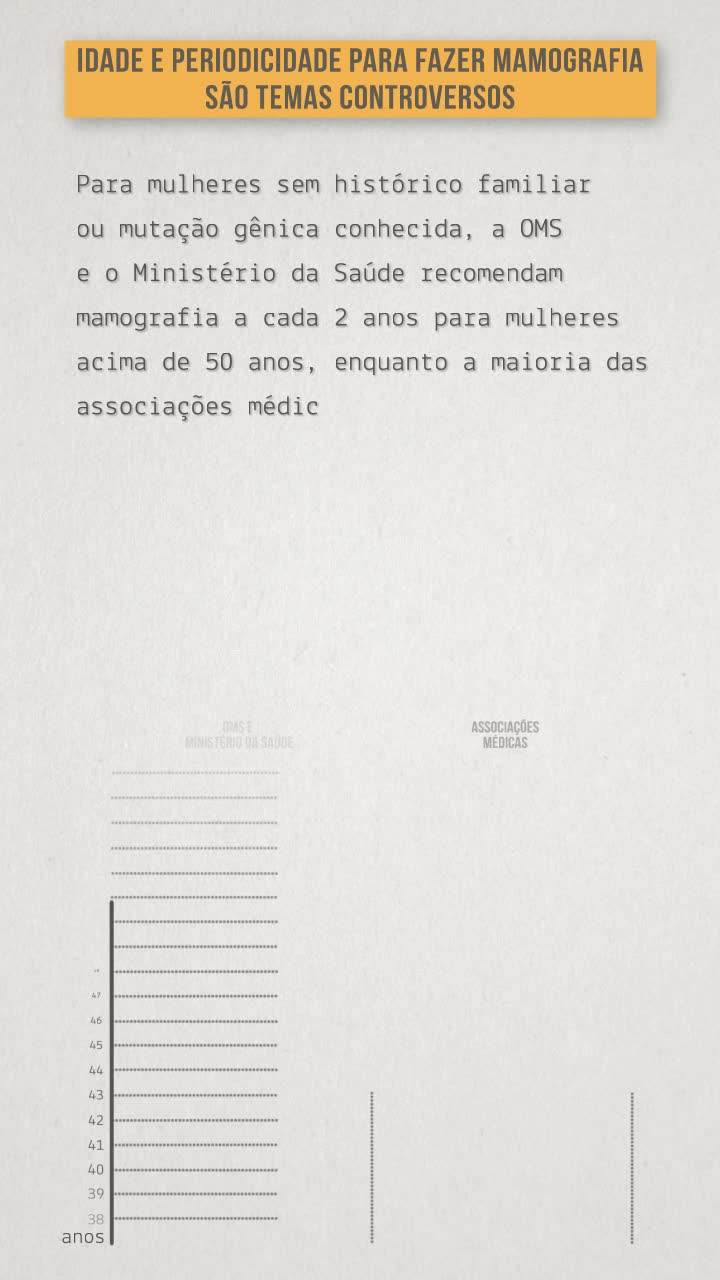 IDADE E PERIODICIDADE PARA FAZER MAMOGRAFIA
SÃO TEMAS CONTROVERSOS
Para mulheres sem histórico familiar
ou mutação gênica conhecida, a OMS
e o Ministério da Saúde recomendam
mamografia a cada 2 anos para mulheres
acima de 50 anos, enquanto a maioria das
associações médic
OMS E
MINISTÉRIO DA SAÚDE
ASSOCIAÇÕES
MÉDICAS
47
46
45
44
43
42
41
40
39
38
anos